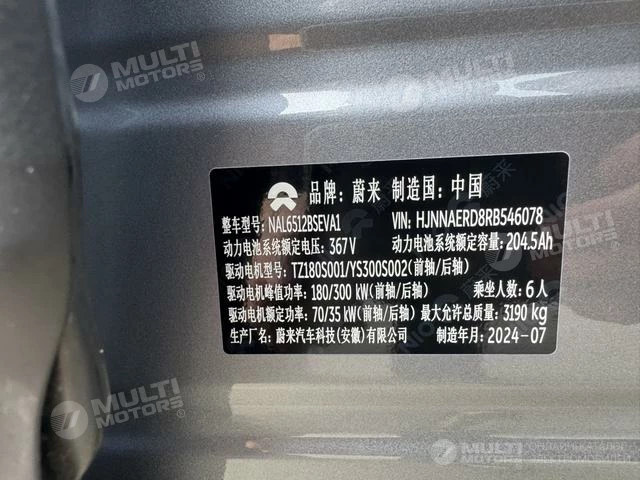 MULTI
MOTORS®
MULTI
MOTORS®
品牌: 蔚来 制造国: 中国
整车型号: NAL6512BSEVA1 VIN: HJNNAERD8RB546078
动力电池系统额定电压: 367V 动力电池系统额定容量: 204.5Ah
驱动电机型号: TZ180S001/YS300S002(前轴/后轴)
驱动电机峰值功率: 180/300 kW(前轴/后轴) 乘坐人数: 6人
驱动电机额定功率: 70/35 kW(前轴/后轴) 最大允许总质量: 3190 kg
生产厂名: 蔚来汽车科技(安徽)有限公司 制造年月: 2024-07
MULTI
MOTORS®
MULTI
MOTORS®